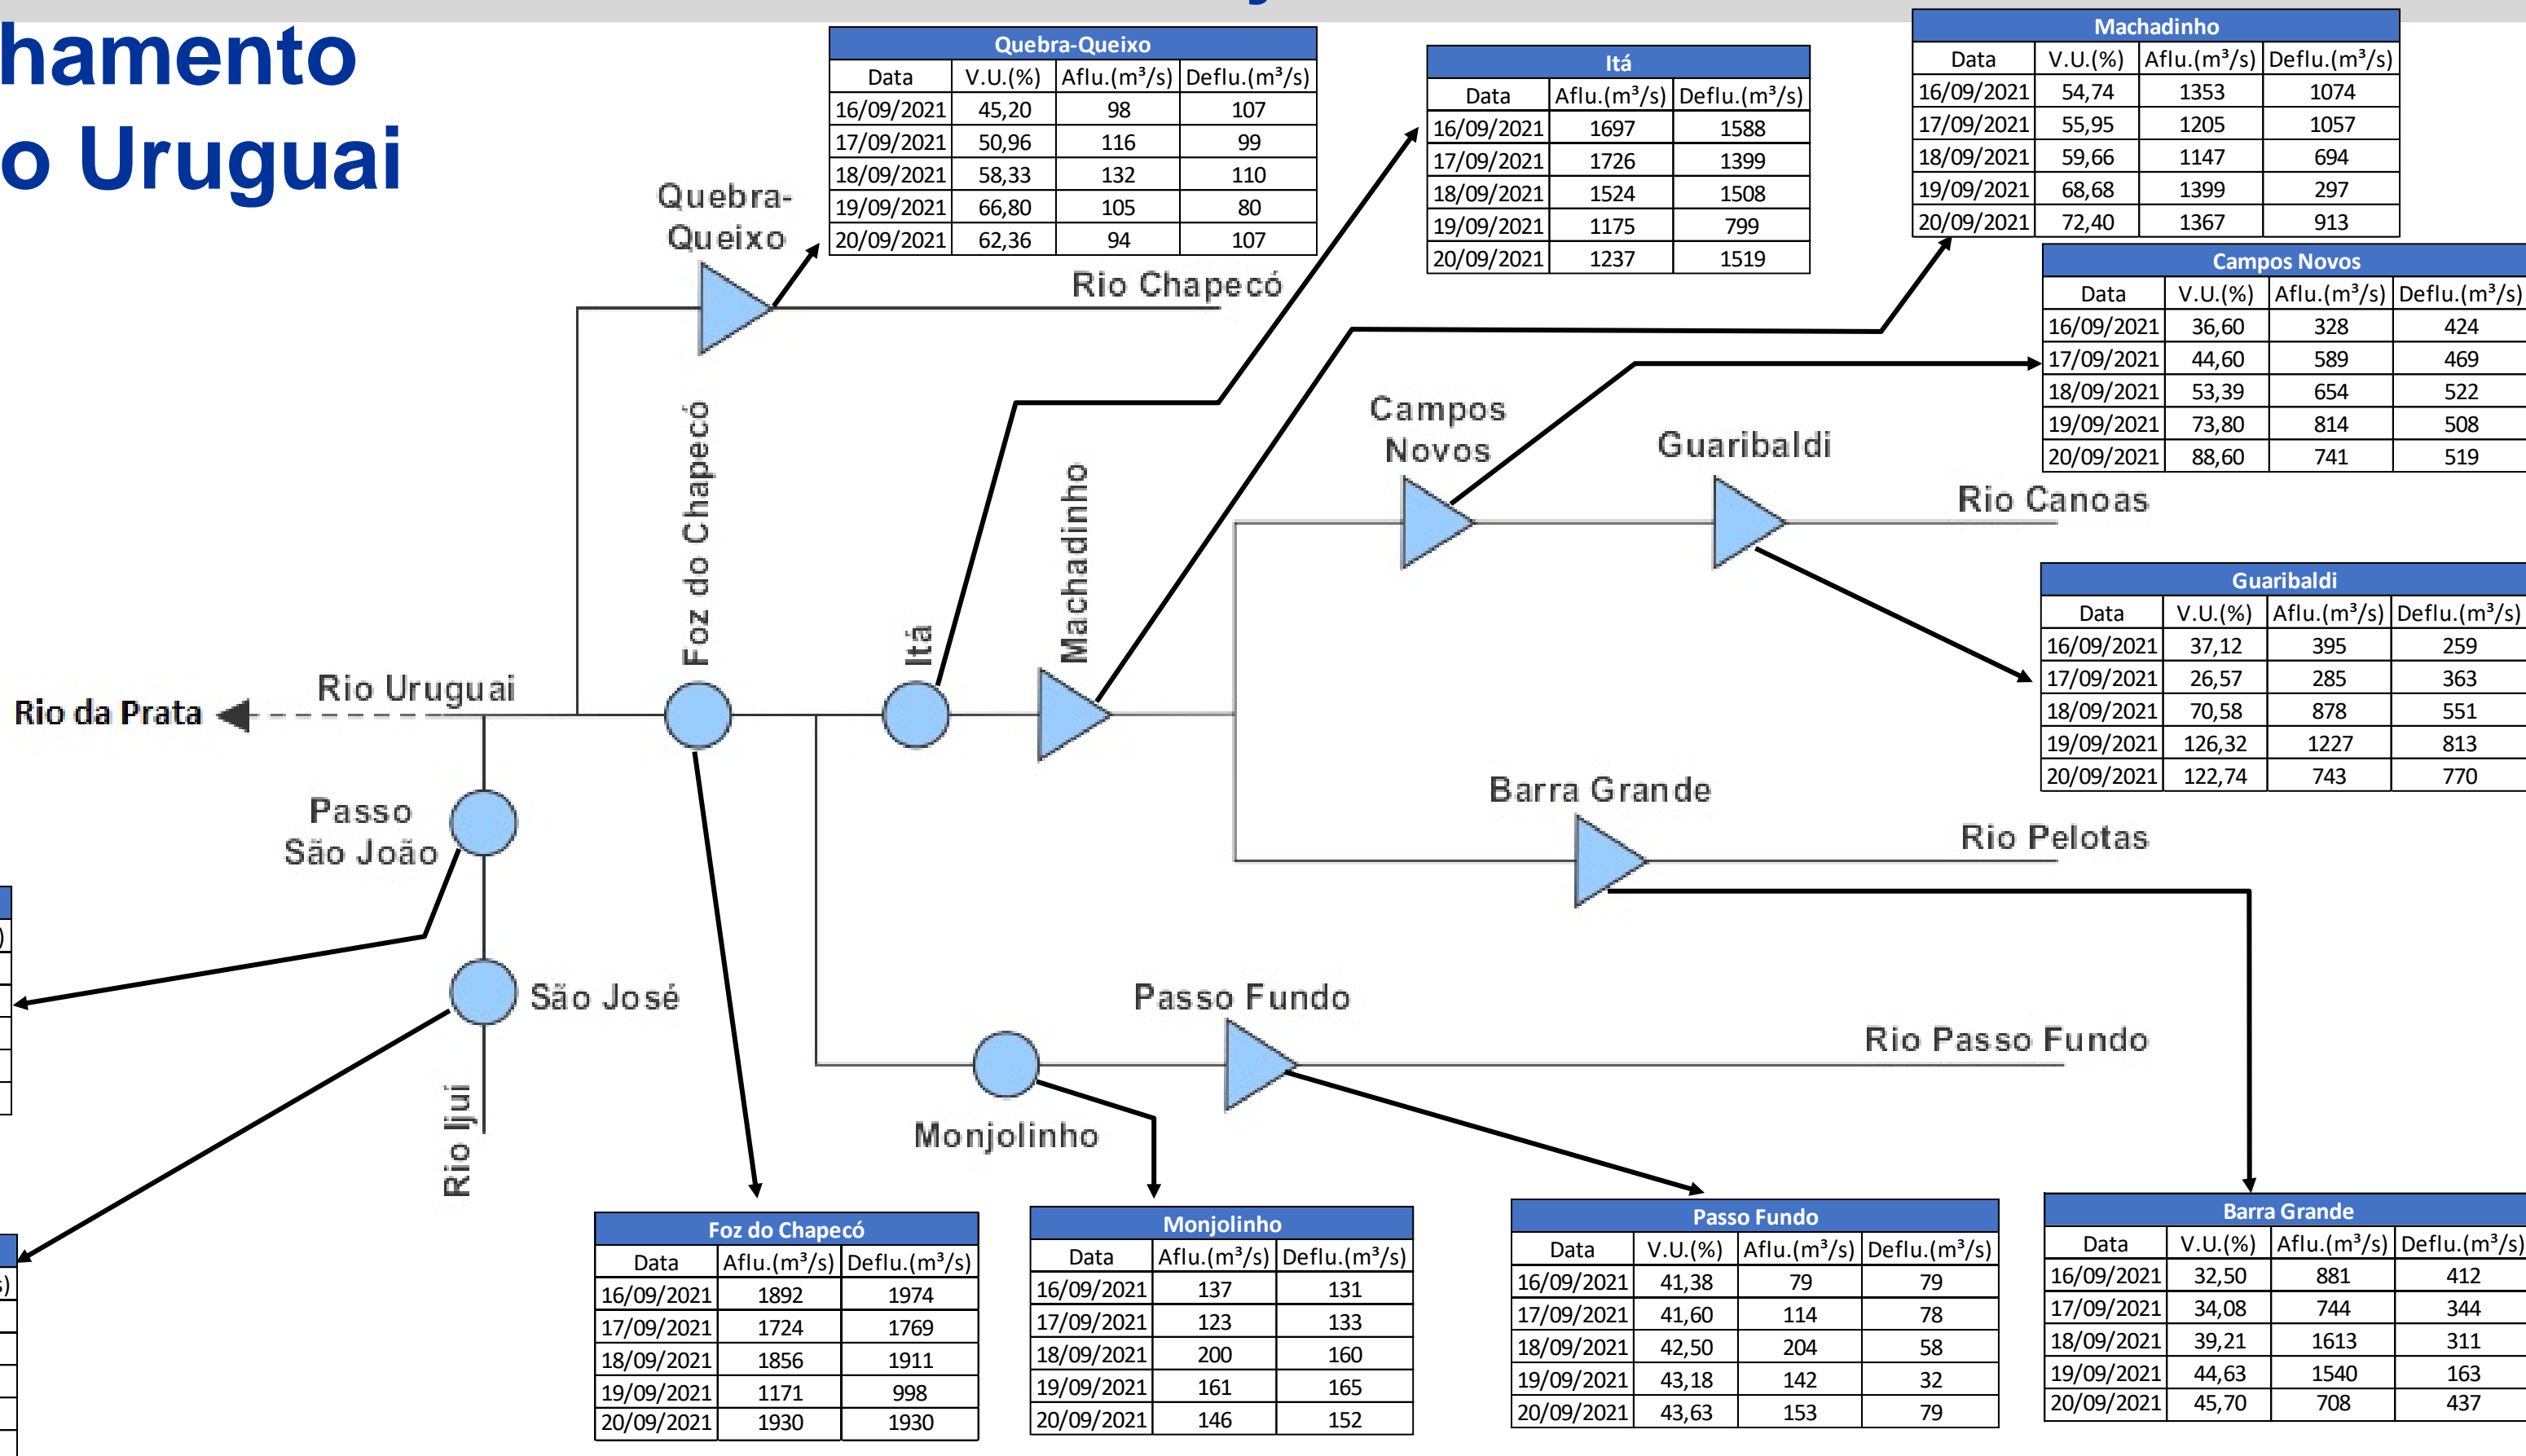 hamento
o Uruguai
Quebra-Queixo
Data V.U.(%) Aflu.(m³/s) Deflu.(m³/s)
16/09/2021 45,20 98 107
17/09/2021 50,96 116 99
18/09/2021 58,33 132 110
19/09/2021 66,80 105 80
20/09/2021 62,36 94 107
Itá
Data Aflu.(m³/s) Deflu.(m³/s)
16/09/2021 1697 1588
17/09/2021 1726 1399
18/09/2021 1524 1508
19/09/2021 1175 799
20/09/2021 1237 1519
Machadinho
Data V.U.(%) Aflu.(m³/s) Deflu.(m³/s)
16/09/2021 54,74 1353 1074
17/09/2021 55,95 1205 1057
18/09/2021 59,66 1147 694
19/09/2021 68,68 1399 297
20/09/2021 72,40 1367 913
Campos Novos
Data V.U.(%) Aflu.(m³/s) Deflu.(m³/s)
16/09/2021 36,60 328 424
17/09/2021 44,60 589 469
18/09/2021 53,39 654 522
19/09/2021 73,80 814 508
20/09/2021 88,60 741 519
Quebra-
Queixo
Rio Chapecó
Foz do Chapecó
Itá
Machadinho
Campos
Novos
Guaribaldi
Rio Canoas
Guaribaldi
Data V.U.(%) Aflu.(m³/s) Deflu.(m³/s)
16/09/2021 37,12 395 259
17/09/2021 26,57 285 363
18/09/2021 70,58 878 551
19/09/2021 126,32 1227 813
20/09/2021 122,74 743 770
Rio da Prata
Rio Uruguai
Passo
São João
Barra Grande
Rio Pelotas
São José
Rio Ijui
Passo Fundo
Rio Passo Fundo
Monjolinho
Foz do Chapecó
Data Aflu.(m³/s) Deflu.(m³/s)
16/09/2021 1892 1974
17/09/2021 1724 1769
18/09/2021 1856 1911
19/09/2021 1171 998
20/09/2021 1930 1930
Monjolinho
Data Aflu.(m³/s) Deflu.(m³/s)
16/09/2021 137 131
17/09/2021 123 133
18/09/2021 200 160
19/09/2021 161 165
20/09/2021 146 152
Passo Fundo
Data V.U.(%) Aflu.(m³/s) Deflu.(m³/s)
16/09/2021 41,38 79 79
17/09/2021 41,60 114 78
18/09/2021 42,50 204 58
19/09/2021 43,18 142 32
20/09/2021 43,63 153 79
Barra Grande
Data V.U.(%) Aflu.(m³/s) Deflu.(m³/s)
16/09/2021 32,50 881 412
17/09/2021 34,08 744 344
18/09/2021 39,21 1613 311
19/09/2021 44,63 1540 163
20/09/2021 45,70 708 437